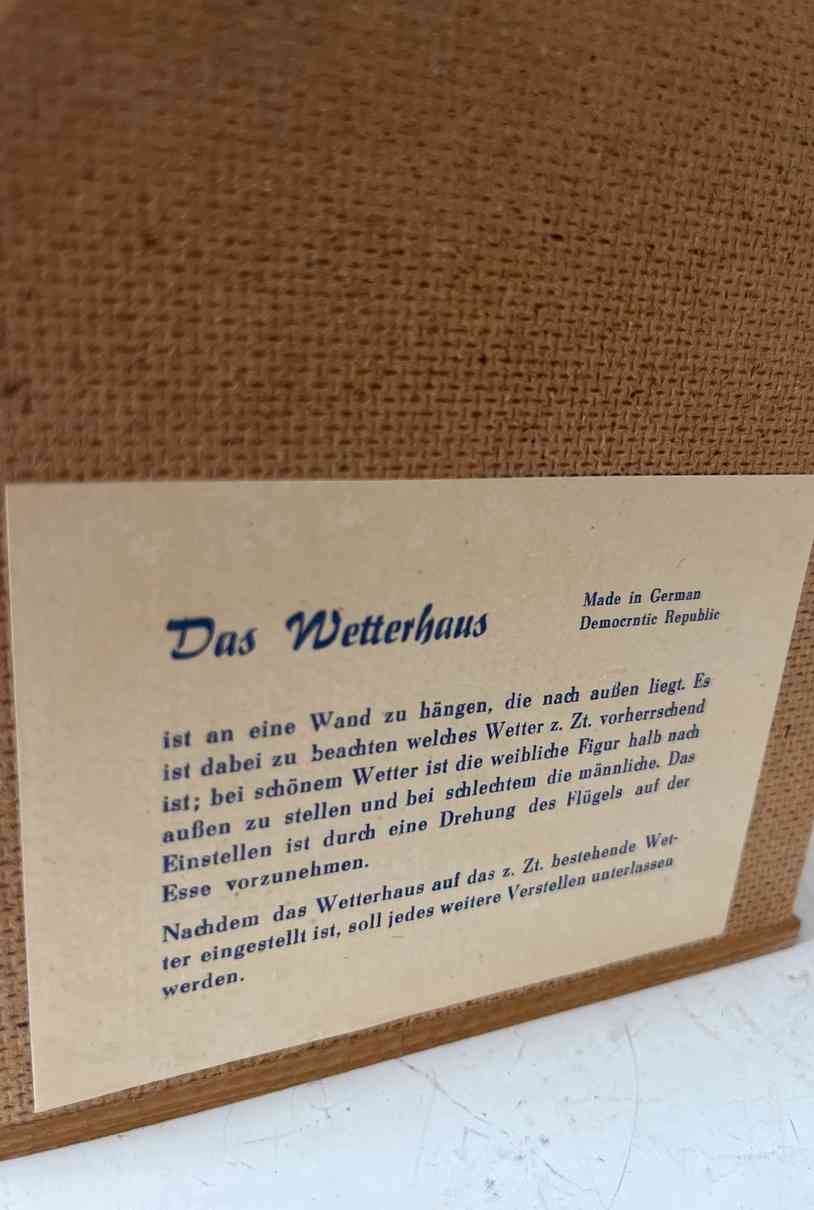 Das Wetterhaus
Made in German
Democrntic Republic
ist an eine Wand zu hängen, die nach außen liegt. Es
ist dabei zu beachten welches Wetter z. Zt. vorherrschend
ist; bei schönem Wetter ist die weibliche Figur halb nach
außen zu stellen und bei schlechtem die männliche. Das
Einstellen ist durch eine Drehung des Flügels auf der
Esse vorzunehmen.
Nachdem das Wetterhaus auf das z. Zt. bestehende Wet-
ter eingestellt ist, soll jedes weitere Verstellen unterlassen
werden.